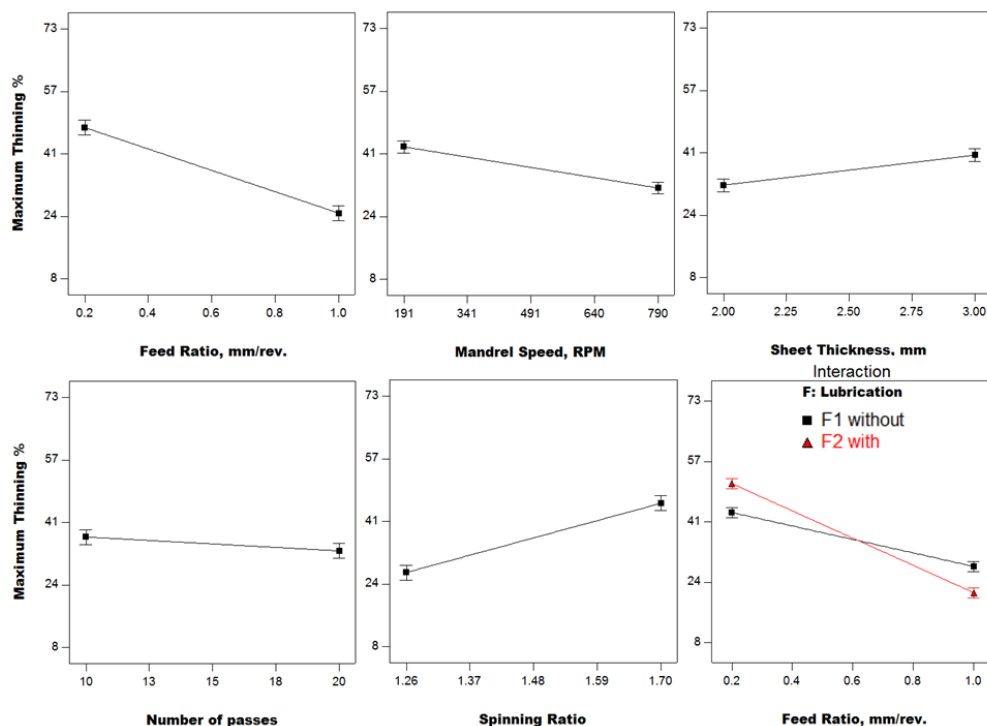 Maximum Thinning %
73
57
41
24
8
0.2 0.4 0.6 0.8 1.0
Feed Ratio, mm/rev.
73
57
41
24
8
191 341 491 640 790
Mandrel Speed, RPM
73
57
41
24
8
2.00 2.25 2.50 2.75 3.00
Sheet Thickness, mm
Maximum Thinning %
73
57
41
24
8
10 13 15 18 20
Number of passes
73
57
41
24
8
1.26 1.37 1.48 1.59 1.70
Spinning Ratio
Interaction
F: Lubrication
F1 without
F2 with
73
57
41
24
8
0.2 0.4 0.6 0.8 1.0
Feed Ratio, mm/rev.